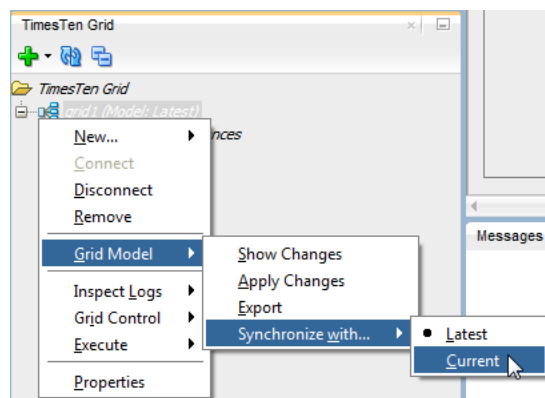 TimesTen Grid
TimesTen Grid
grid1 (Model: Latest)
nces
New...
Connect
Disconnect
Remove
Grid Model
Inspect Logs
Grid Control
Execute
Properties
Show Changes
Apply Changes
Export
Synchronize with...
Latest
Current
Messages